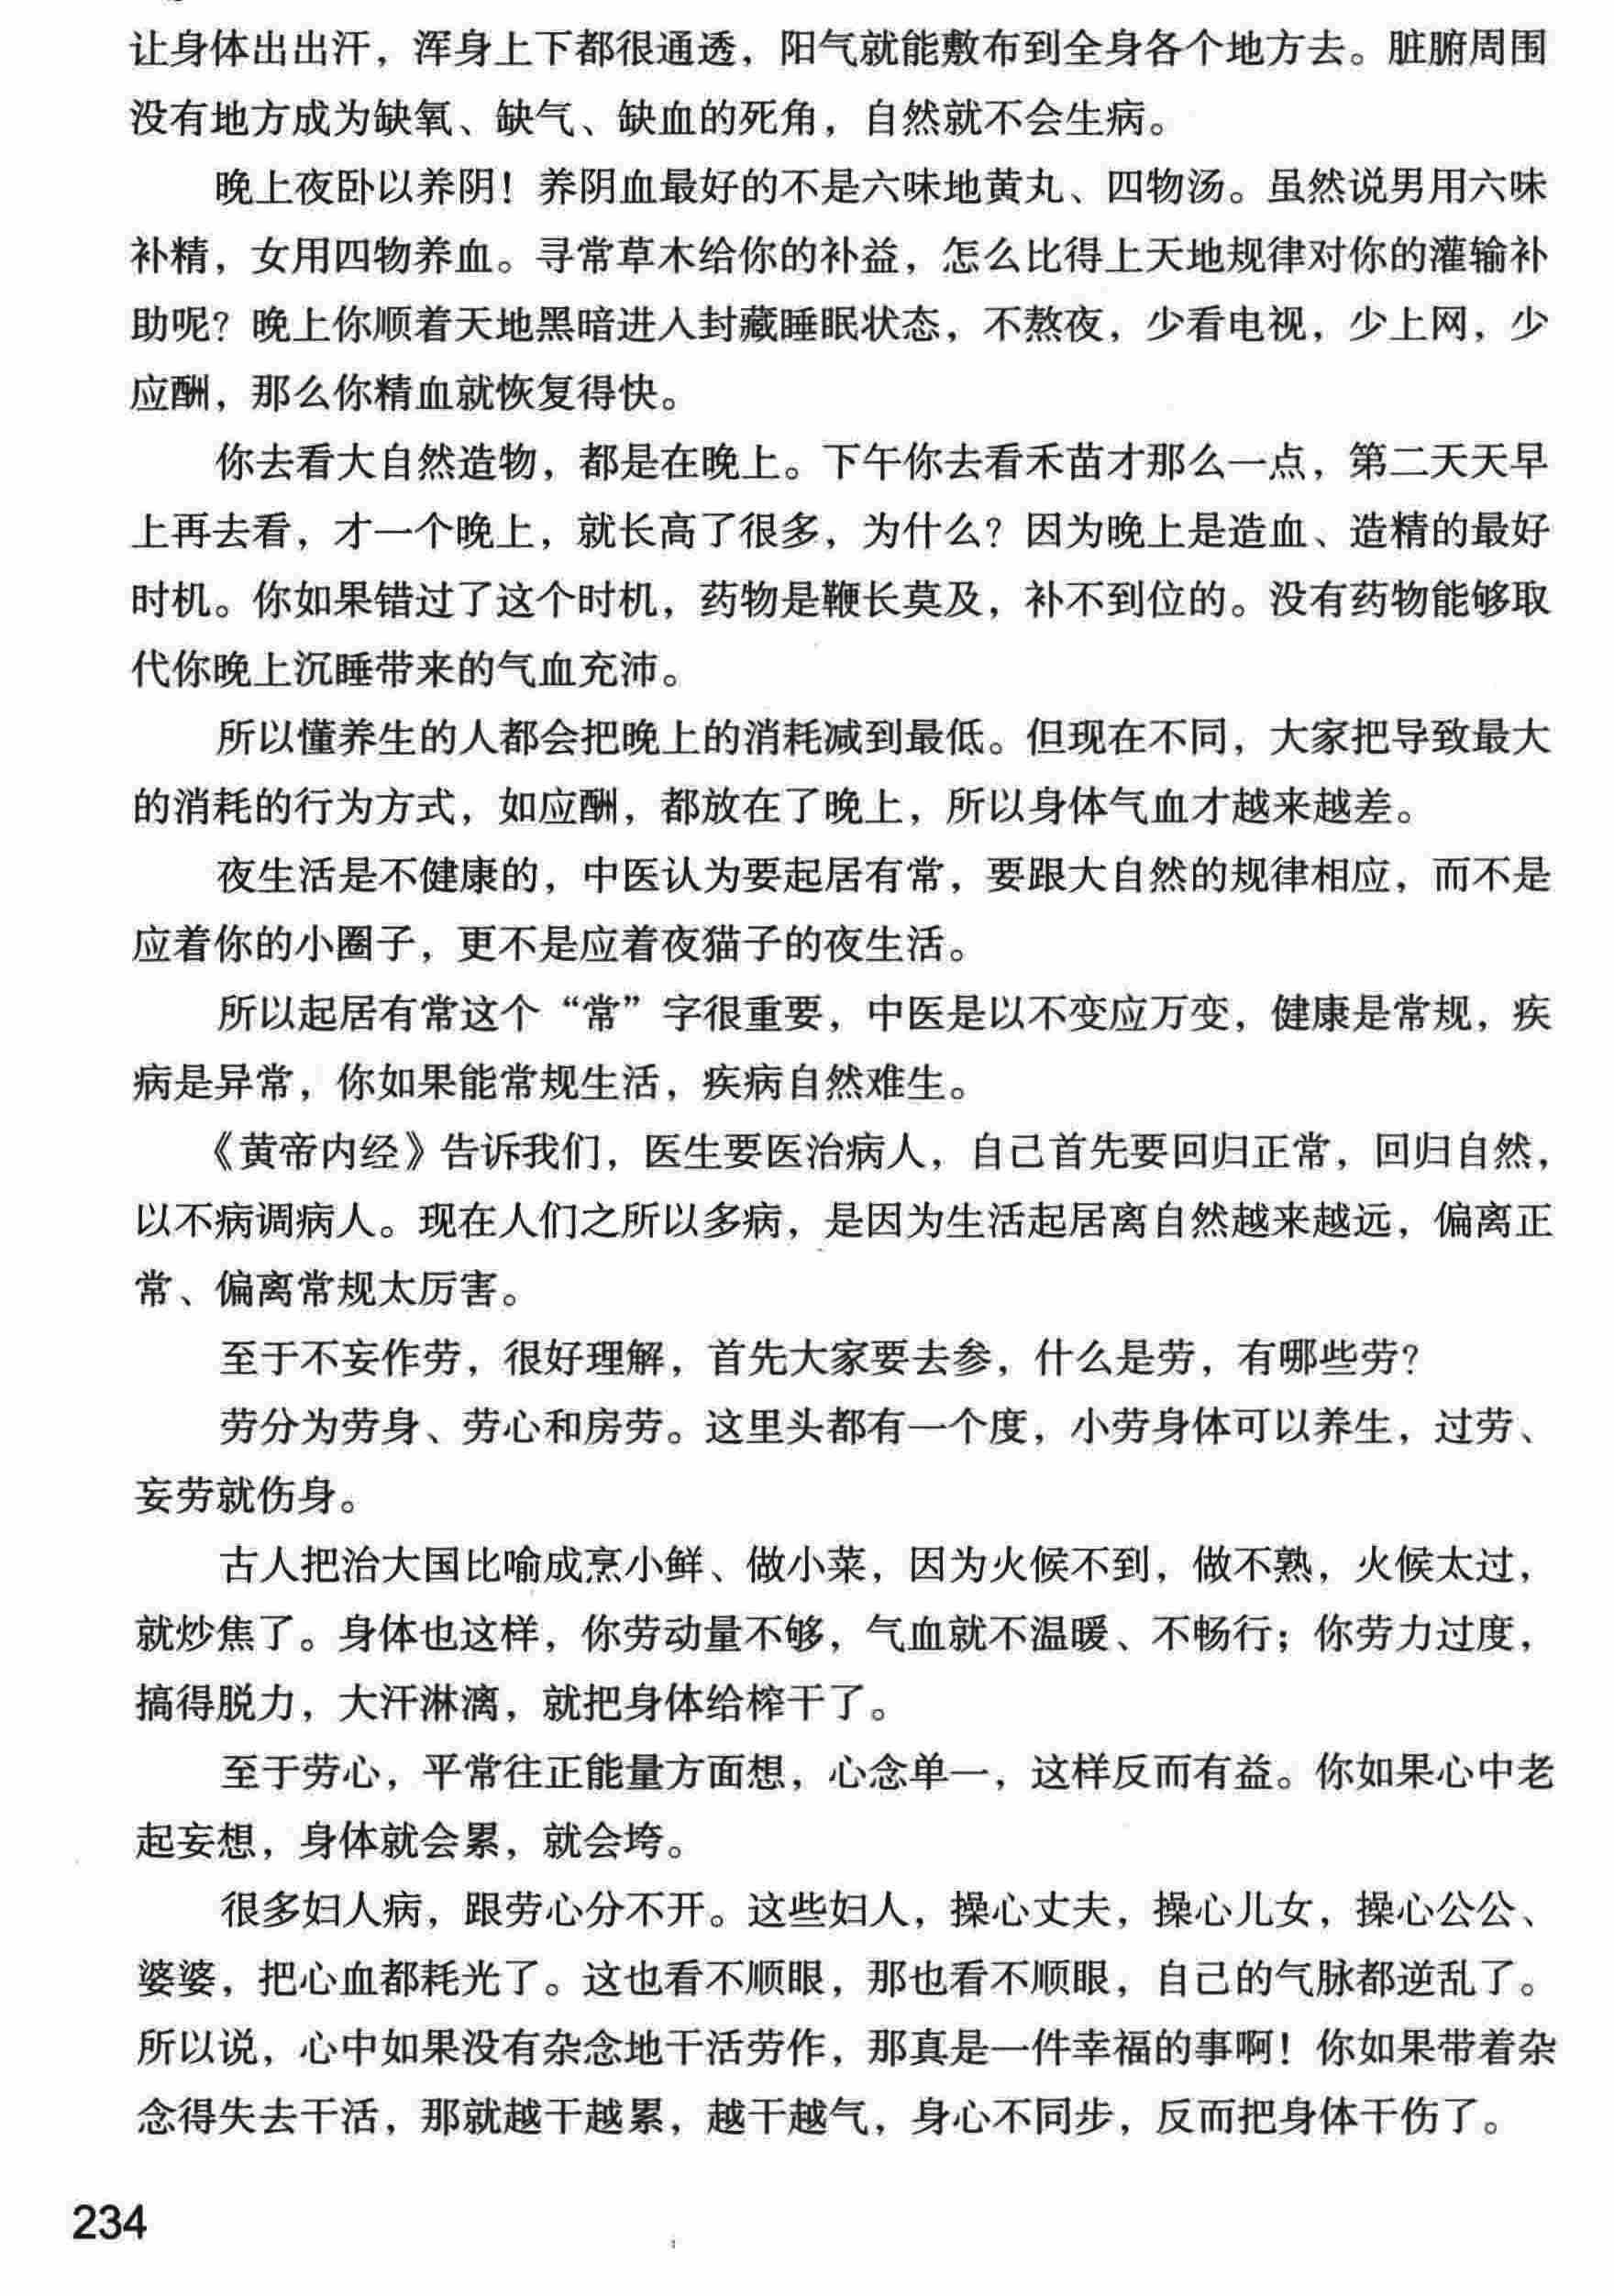 让身体出出汗，浑身上下都很通透，阳气就能敷布到全身各个地方去。脏腑周围
没有地方成为缺氧、缺气、缺血的死角，自然就不会生病。
晚上夜卧以养阴！养阴血最好的不是六味地黄丸、四物汤。虽然说男用六味
补精，女用四物养血。寻常草木给你的补益，怎么比得上天地规律对你的灌输补
助呢？晚上你顺着天地黑暗进入封藏睡眠状态，不熬夜，少看电视，少上网，少
应酬，那么你精血就恢复得快。
你去看大自然造物，都是在晚上。下午你去看禾苗才那么一点，第二天天早
上再去看，才一个晚上，就长高了很多，为什么？因为晚上是造血、造精的最好
时机。你如果错过了这个时机，药物是鞭长莫及，补不到位的。没有药物能够取
代你晚上沉睡带来的气血充沛。
所以懂养生的人都会把晚上的消耗减到最低。但现在不同，大家把导致最大
的消耗的行为方式，如应酬，都放在了晚上，所以身体气血才越来越差。
夜生活是不健康的，中医认为要起居有常，要跟大自然的规律相应，而不是
应着你的小圈子，更不是应着夜猫子的夜生活。
所以起居有常这个“常”字很重要，中医是以不变应万变，健康是常规，疾
病是异常，你如果能常规生活，疾病自然难生。
《黄帝内经》告诉我们，医生要医治病人，自己首先要回归正常，回归自然，
以不病调病人。现在人们之所以多病，是因为生活起居离自然越来越远，偏离正
常、偏离常规太厉害。
至于不妄作劳，很好理解，首先大家要去参，什么是劳，有哪些劳？
劳分为劳身、劳心和房劳。这里头都有一个度，小劳身体可以养生，过劳、
妄劳就伤身。
古人把治大国比喻成烹小鲜、做小菜，因为火候不到，做不熟，火候太过，
就炒焦了。身体也这样，你劳动量不够，气血就不温暖、不畅行；你劳力过度，
搞得脱力，大汗淋漓，就把身体给榨干了。
至于劳心，平常往正能量方面想，心念单一，这样反而有益。你如果心中老
起妄想，身体就会累，就会垮。
很多妇人病，跟劳心分不开。这些妇人，操心丈夫，操心儿女，操心公公、
婆婆，把心血都耗光了。这也看不顺眼，那也看不顺眼，自己的气脉都逆乱了。
所以说，心中如果没有杂念地干活劳作，那真是一件幸福的事啊！你如果带着杂
念得失去干活，那就越干越累，越干越气，身心不同步，反而把身体干伤了。
234